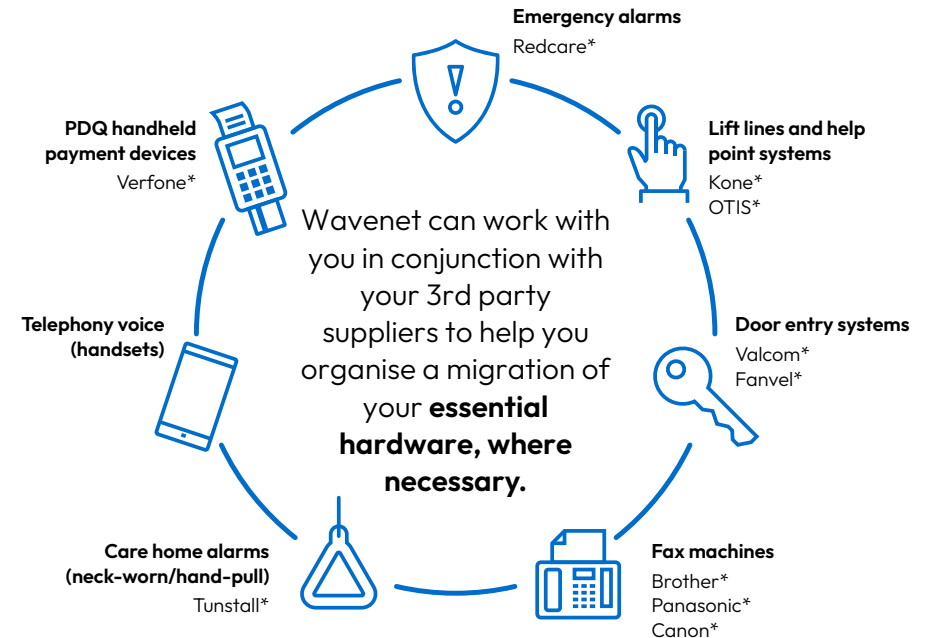 Emergency alarms
Redcare*
Lift lines and help
point systems
Kone*
OTIS*
Door entry systems
Valcom*
Fanvel*
Fax machines
Brother*
Panasonic*
Canon*
Care home alarms
(neck-worn/hand-pull)
Tunstall*
Telephony voice
(handsets)
PDQ handheld
payment devices
Verfone*
Wavenet can work with
you in conjunction with
your 3rd party
suppliers to help you
organise a migration of
your essential
hardware, where
necessary.